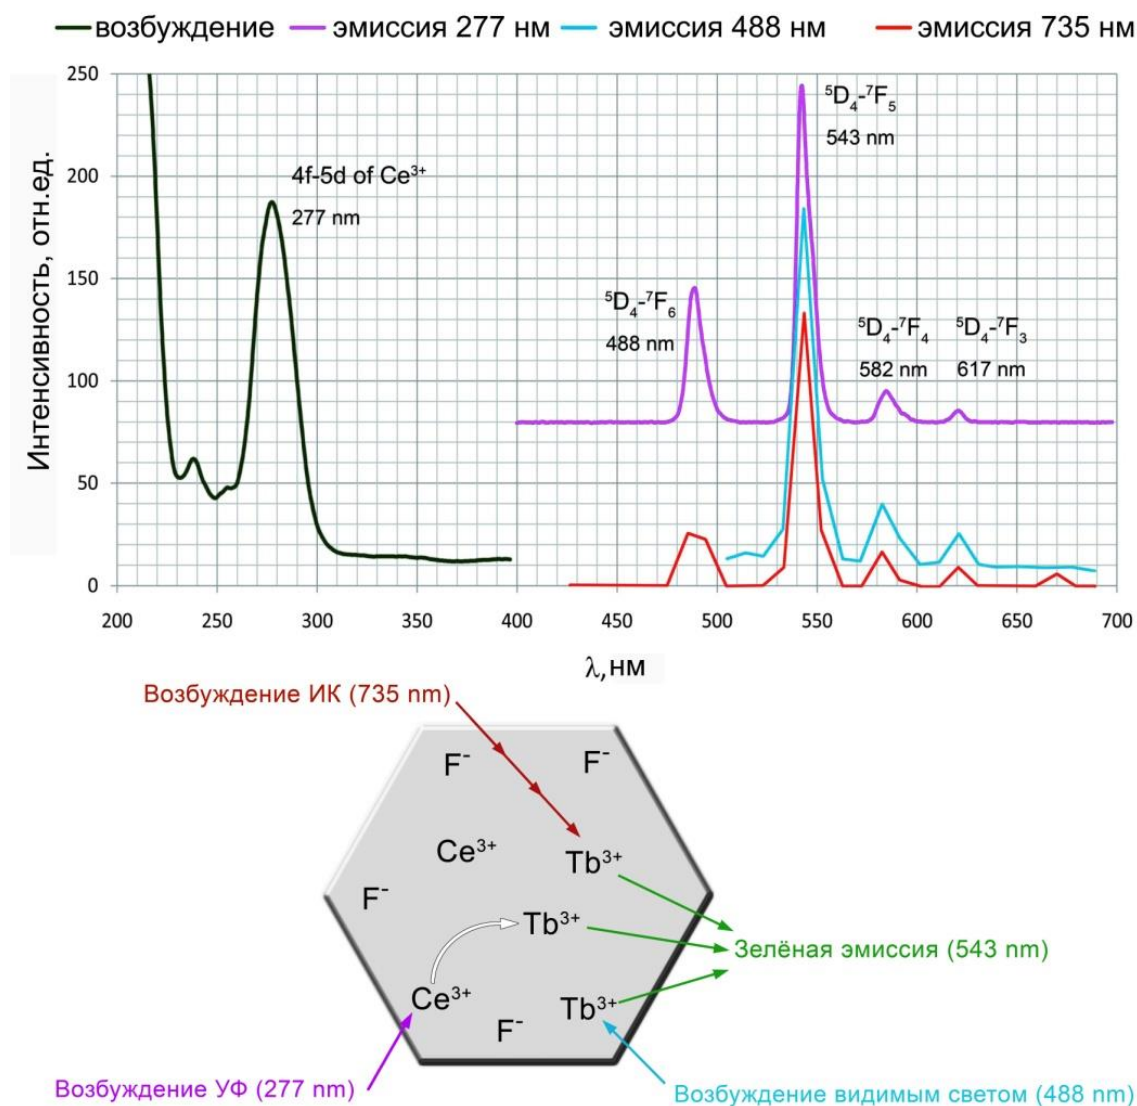 возбуждение эмиссия 277 нм эмиссия 488 нм эмиссия 735 нм
Интенсивность, отн.ед.
250
200
150
100
50
0
4f-5d of Ce³⁺
277 nm
⁵D₄-⁷F₅
543 nm
⁵D₄-⁷F₆
488 nm
⁵D₄-⁷F₄
582 nm
⁵D₄-⁷F₃
617 nm
200 250 300 350 400 450 500 550 600 650 700
λ,нм
Возбуждение ИК (735 nm)
F⁻ F⁻
Ce³⁺ Tb³⁺
F⁻
Tb³⁺
Зелёная эмиссия (543 nm)
Ce³⁺ Tb³⁺
F⁻
Возбуждение УФ (277 nm)
Возбуждение видимым светом (488 nm)